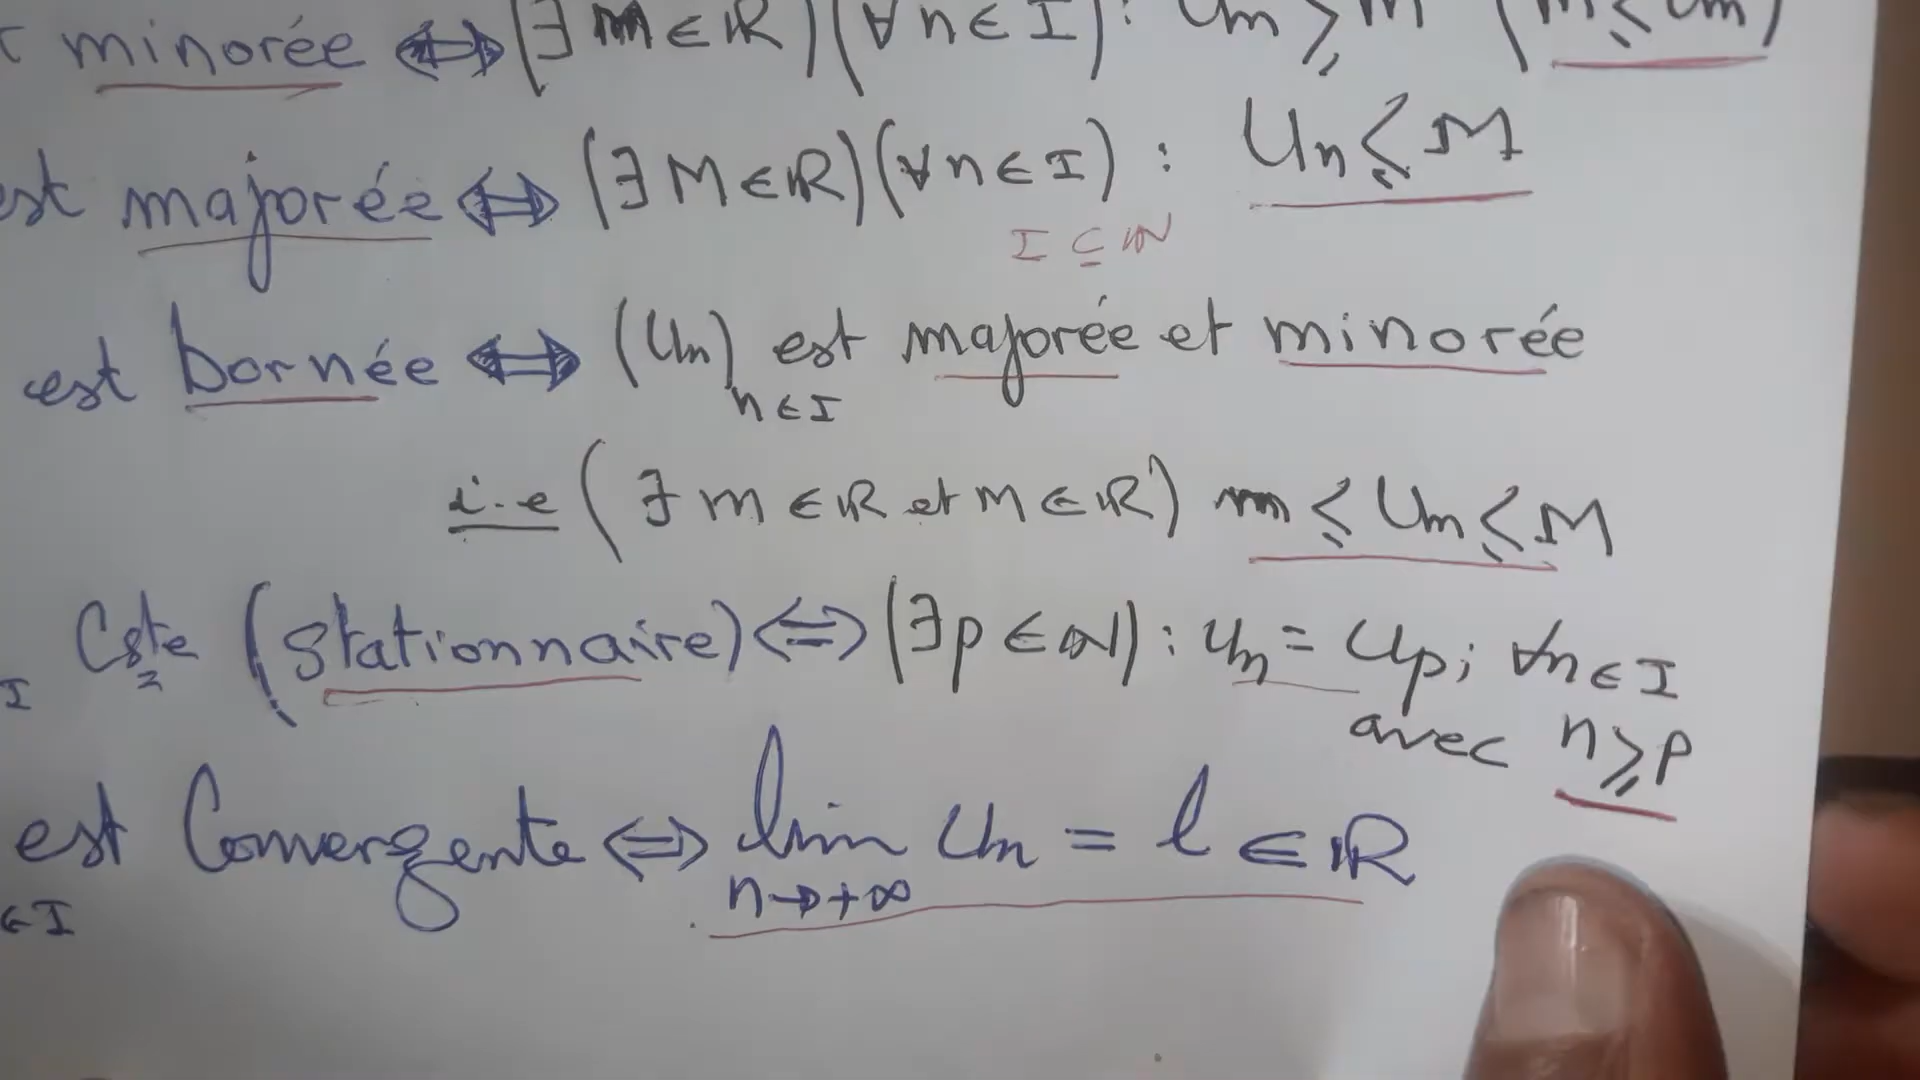 minorée ⟺ (∃ m ∈ ℝ)(∀ n ∈ I) : Un ⩾ m (m ⩽ Un)
est majorée ⟺ (∃ M ∈ ℝ)(∀ n ∈ I) : Un ⩽ M
I ⊆ ℕ
est bornée ⟺ (Un) est majorée et minorée
n ∈ I
i.e (∃ m ∈ ℝ et M ∈ ℝ) m ⩽ Un ⩽ M
I Cste (stationnaire) ⟺ (∃p ∈ ℕ) : Un = Up ; ∀n ∈ I
avec n ⩾ p
est Convergente ⟺ lim Un = l ∈ ℝ
∈ I n → +∞